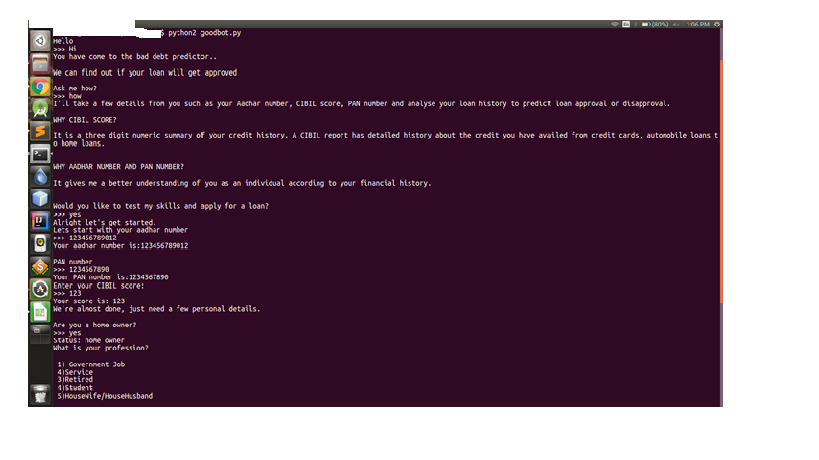 (80%) 1:06 PM
$ python2 goodbot.py
Hello
>>> Hi
You have come to the bad debt predictor..
We can find out if your loan will get approved
Ask me how?
>>> how
I'll take a few details from you such as your Aadhar number, CIBIL score, PAN number and analyse your loan history to predict loan approval or disapproval.
WHY CIBIL SCORE?
It is a three digit numeric summary of your credit history. A CIBIL report has detailed history about the credit you have availed from credit cards, automobile loans t
o home loans.
WHY AADHAR NUMBER AND PAN NUMBER?
It gives me a better understanding of you as an individual according to your financial history.
Would you like to test my skills and apply for a loan?
>>> yes
Alright let's get started.
Lets start with your aadhar number
>>> 123456789012
Your aadhar number is:123456789012
PAN number
>>> 1234567890
Your PAN number is:1234567890
Enter your CIBIL score:
>>> 123
Your score is: 123
We're almost done, just need a few personal details.
Are you a home owner?
>>> yes
Status: home owner
What is your profession?
1) Government Job
4)Service
3)Retired
4)Student
5)HouseWife/HouseHusband